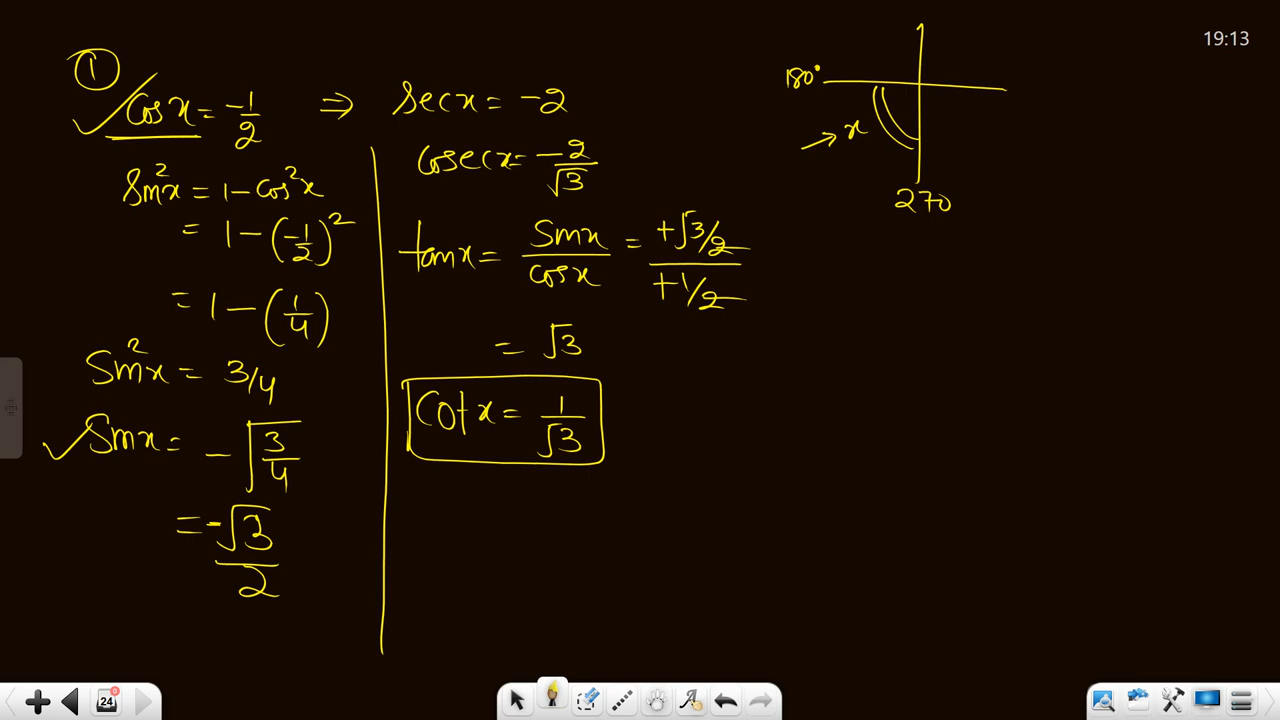 ①
cos x = -1/2 ⇒ sec x = -2
sin²x = 1 - cos²x
= 1 - (-1/2)²
= 1 - (1/4)
sin²x = 3/4
sin x = -√(3/4)
= -√3/2
cosec x = -2/√3
tan x = sin x/cos x = +√3/2 / +1/2
= √3
cot x = 1/√3
180°
x
270
19:13
24
0